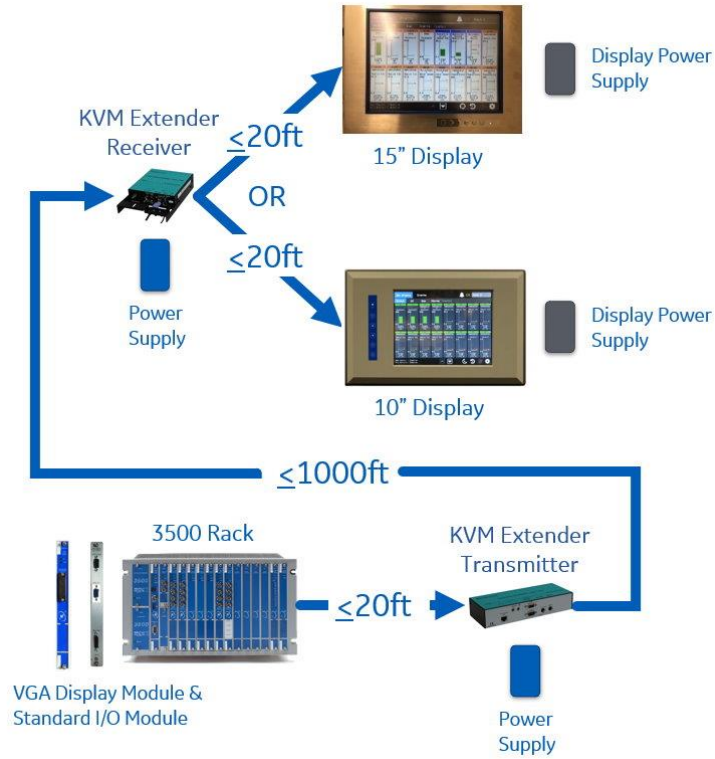 Display Power
Supply
KVM Extender
Receiver
≤20ft
15" Display
OR
≤20ft
Power
Supply
Display Power
Supply
10" Display
≤1000ft
3500 Rack
KVM Extender
Transmitter
≤20ft
VGA Display Module &
Standard I/O Module
Power
Supply